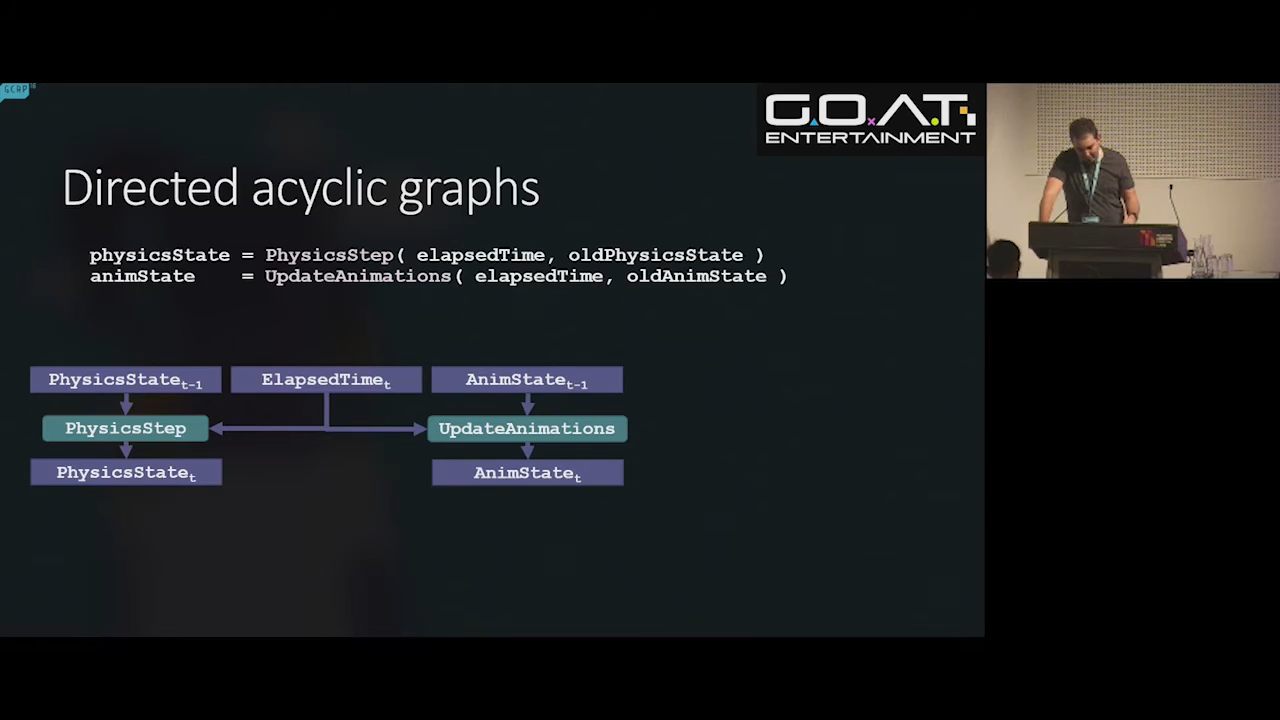 GCAP18
G.O.A.T.
ENTERTAINMENT
Directed acyclic graphs
physicsState = PhysicsStep( elapsedTime, oldPhysicsState )
animState = UpdateAnimations( elapsedTime, oldAnimState )
PhysicsStatet-1 ElapsedTimet AnimStatet-1
PhysicsStep UpdateAnimations
PhysicsStatet AnimStatet